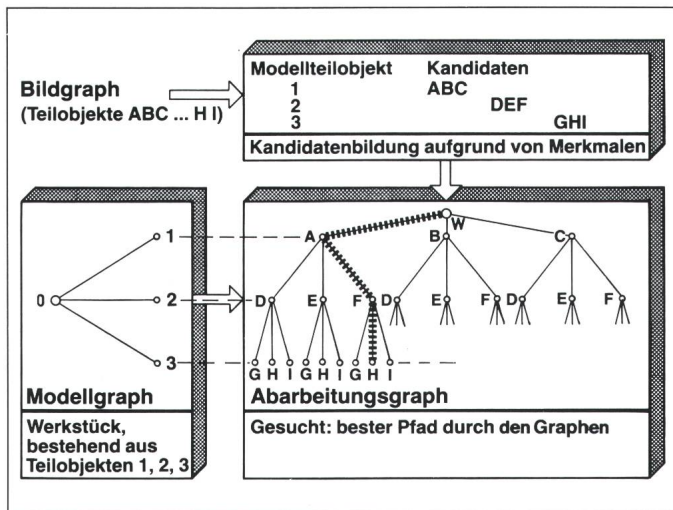 Bildgraph
(Teilobjekte ABC ... H I)
Modellteilobjekt Kandidaten
1 ABC
2 DEF
3 GHI
Kandidatenbildung aufgrund von Merkmalen
W
1 A B C
0 2 D E F D E F D E F
3
G H I G H I G H I
Modellgraph
Werkstück,
bestehend aus
Teilobjekten 1, 2, 3
Abarbeitungsgraph
Gesucht: bester Pfad durch den Graphen